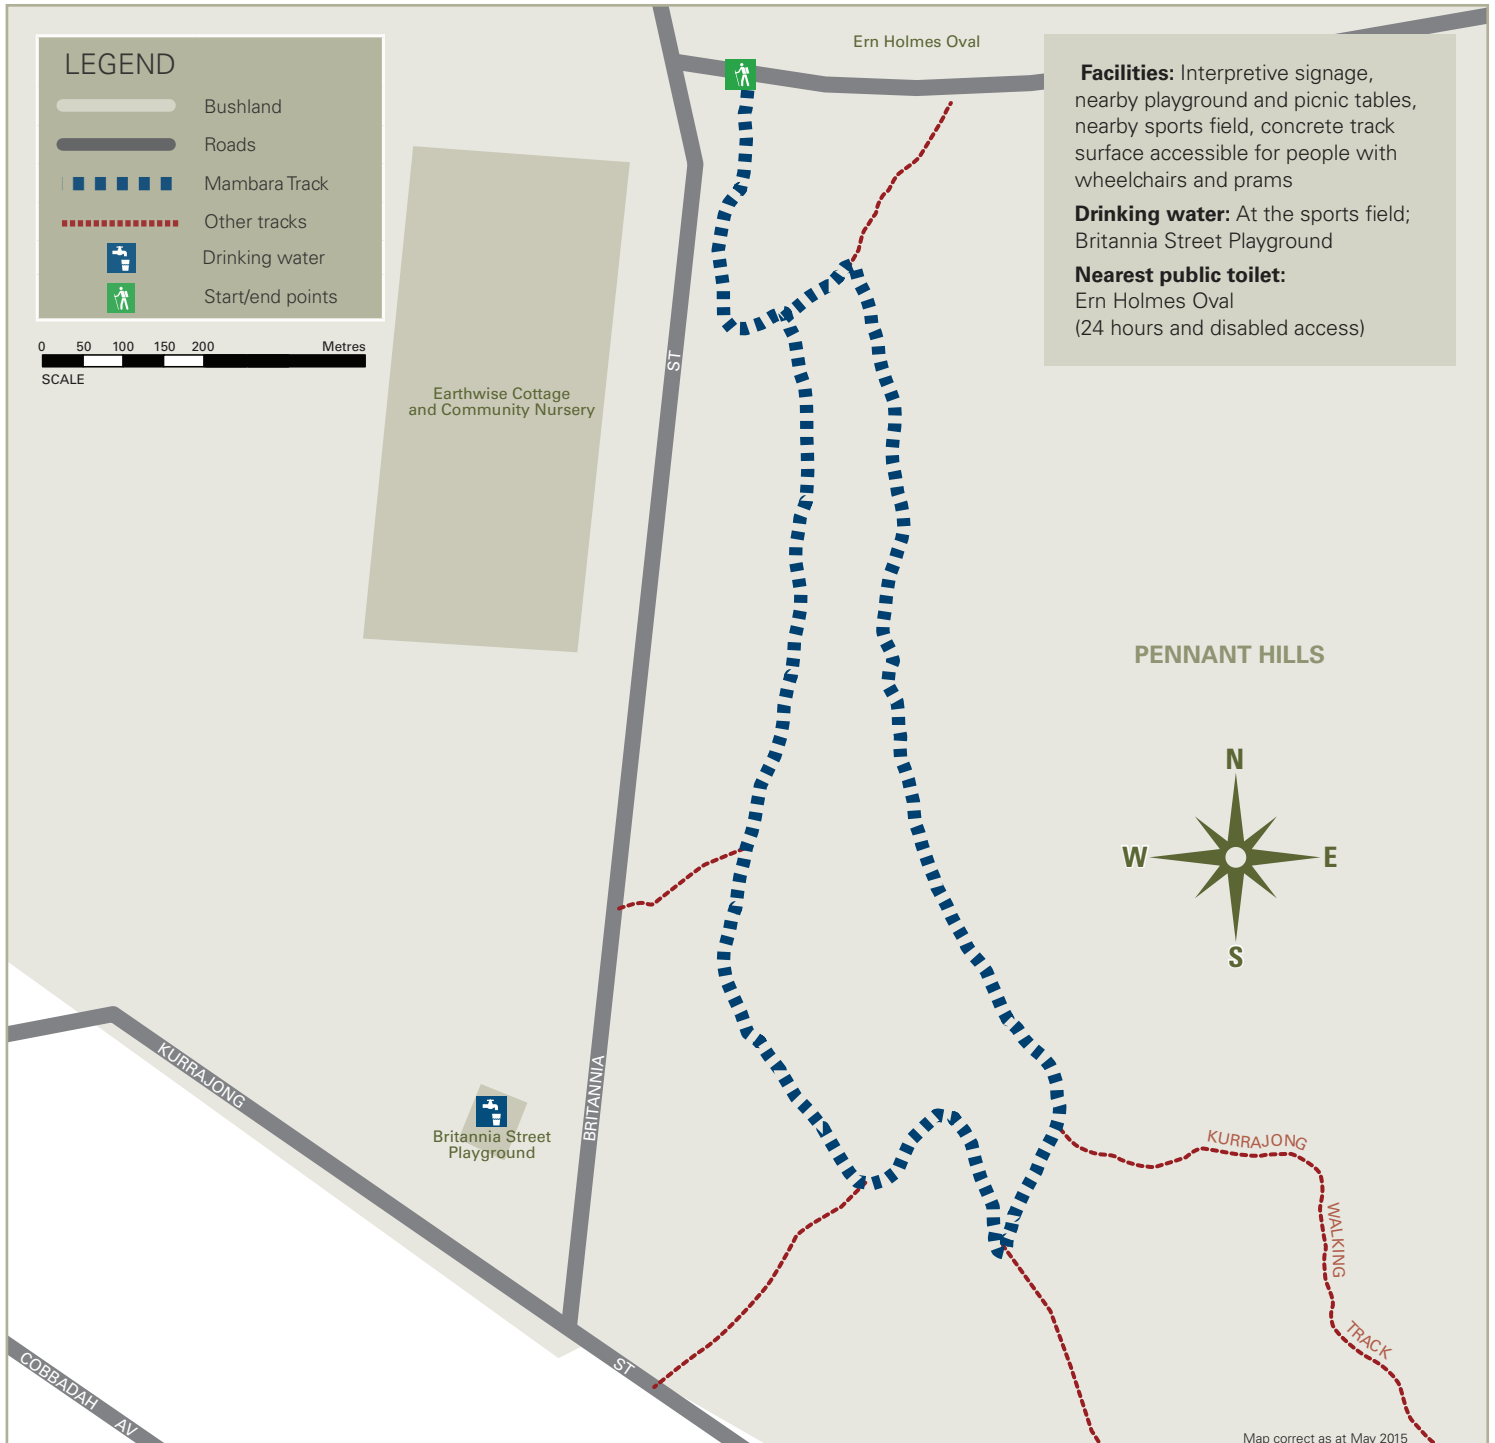 LEGEND
Bushland
Roads
Mambara Track
Other tracks
Drinking water
Start/end points
0 50 100 150 200 Metres
SCALE
Ern Holmes Oval
Facilities: Interpretive signage,
nearby playground and picnic tables,
nearby sports field, concrete track
surface accessible for people with
wheelchairs and prams
Drinking water: At the sports field;
Britannia Street Playground
Nearest public toilet:
Ern Holmes Oval
(24 hours and disabled access)
Earthwise Cottage
and Community Nursery
BRITANNIA ST
PENNANT HILLS
N
W E
S
KURRAJONG ST
Britannia Street
Playground
KURRAJONG
WALKING
TRACK
COBBADAH AV
Map correct as at May 2015